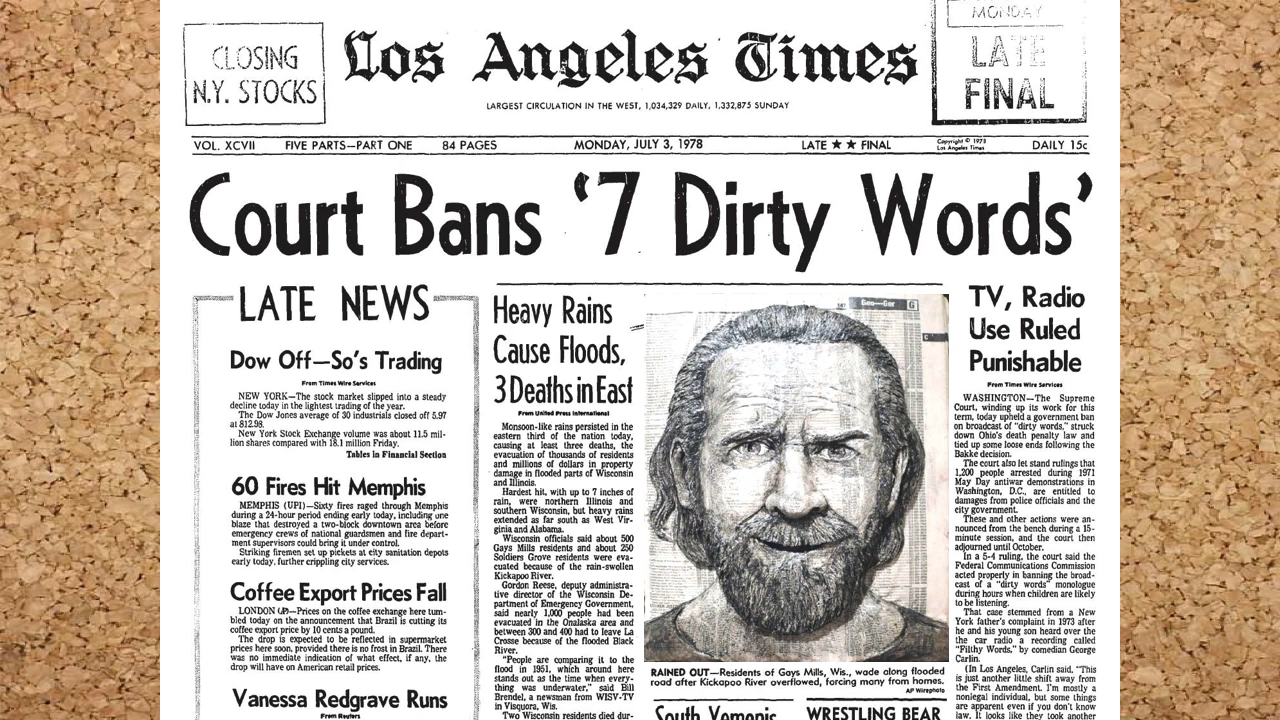 CLOSING
N.Y. STOCKS
Los Angeles Times
LARGEST CIRCULATION IN THE WEST, 1,034,329 DAILY, 1,332,875 SUNDAY
MONDAY
LATE
FINAL
VOL. XCVII FIVE PARTS—PART ONE 84 PAGES MONDAY, JULY 3, 1978 LATE ★ ★ FINAL DAILY 15c
Los Angeles Times
Court Bans ‘7 Dirty Words’
LATE NEWS
Dow Off—So's Trading
From Times Wire Services
NEW YORK—The stock market slipped into a steady
decline today in the lightest trading of the year.
The Dow Jones average of 30 industrials closed off 5.97
at 812.98.
New York Stock Exchange volume was about 11.5 mil-
lion shares compared with 18.1 million Friday.
Tables in Financial Section
60 Fires Hit Memphis
MEMPHIS (UPI)—Sixty fires raged through Memphis
during a 24-hour period ending early today, including one
blaze that destroyed a two-block downtown area before
emergency crews of national guardsmen and fire depart-
ment supervisors could bring it under control.
Striking firemen set up pickets at city sanitation depots
early today, further crippling city services.
Coffee Export Prices Fall
LONDON (AP)—Prices on the coffee exchange here tum-
bled today on the announcement that Brazil is cutting its
coffee export price by 10 cents a pound.
The drop is expected to be reflected in supermarket
prices here soon, provided there is no frost in Brazil. There
was no immediate indication of what effect, if any, the
drop will have on American retail prices.
Vanessa Redgrave Runs
From Reuters
Heavy Rains
Cause Floods,
3 Deaths in East
From United Press International
Monsoon-like rains persisted in the
eastern third of the nation today,
causing at least three deaths, the
evacuation of thousands of residents
and millions of dollars in property
damage in flooded parts of Wisconsin
and Illinois.
Hardest hit, with up to 7 inches of
rain, were northern Illinois and
southern Wisconsin, but heavy rains
extended as far south as West Vir-
ginia and Alabama.
Wisconsin officials said about 500
Gays Mills residents and about 250
Soldiers Grove residents were eva-
cuated because of the rain-swollen
Kickapoo River.
Gordon Reese, deputy administra-
tive director of the Wisconsin De-
partment of Emergency Government,
said nearly 1,000 people had been
evacuated in the Onalaska area and
between 300 and 400 had to leave La
Crosse because of the flooded Black
River.
"People are comparing it to the
flood in 1951, which around here
stands out as the time when every-
thing was underwater," said Bill
Brendel, a newsman from WISV-TV
in Visoqura, Wis.
Two Wisconsin residents died dur-
Geo—Ger G
RAINED OUT—Residents of Gays Mills, Wis., wade along flooded
road after Kickapoo River overflowed, forcing many from homes.
AP Wirephoto
South Yemenis
WRESTLING BEAR
TV, Radio
Use Ruled
Punishable
From Times Wire Services
WASHINGTON—The Supreme
Court, winding up its work for this
term, today upheld a government ban
on broadcast of "dirty words," struck
down Ohio's death penalty law and
tied up some loose ends following the
Bakke decision.
The court also let stand rulings that
1,200 people arrested during 1971
May Day antiwar demonstrations in
Washington, D.C., are entitled to
damages from police officials and the
city government.
These and other actions were an-
nounced from the bench during a 15-
minute session, and the court then
adjourned until October.
In a 5-4 ruling, the court said the
Federal Communications Commission
acted properly in banning the broad-
cast of a "dirty words" monologue
during hours when children are likely
to be listening.
That case stemmed from a New
York father's complaint in 1973 after
he and his young son heard over the
the car radio a recording called
"Filthy Words," by comedian George
Carlin.
(In Los Angeles, Carlin said, "This
is just another little shift away from
the First Amendment. I'm mostly a
nonlegal individual, but some things
are apparent even if you don't know
law. It looks like they took another